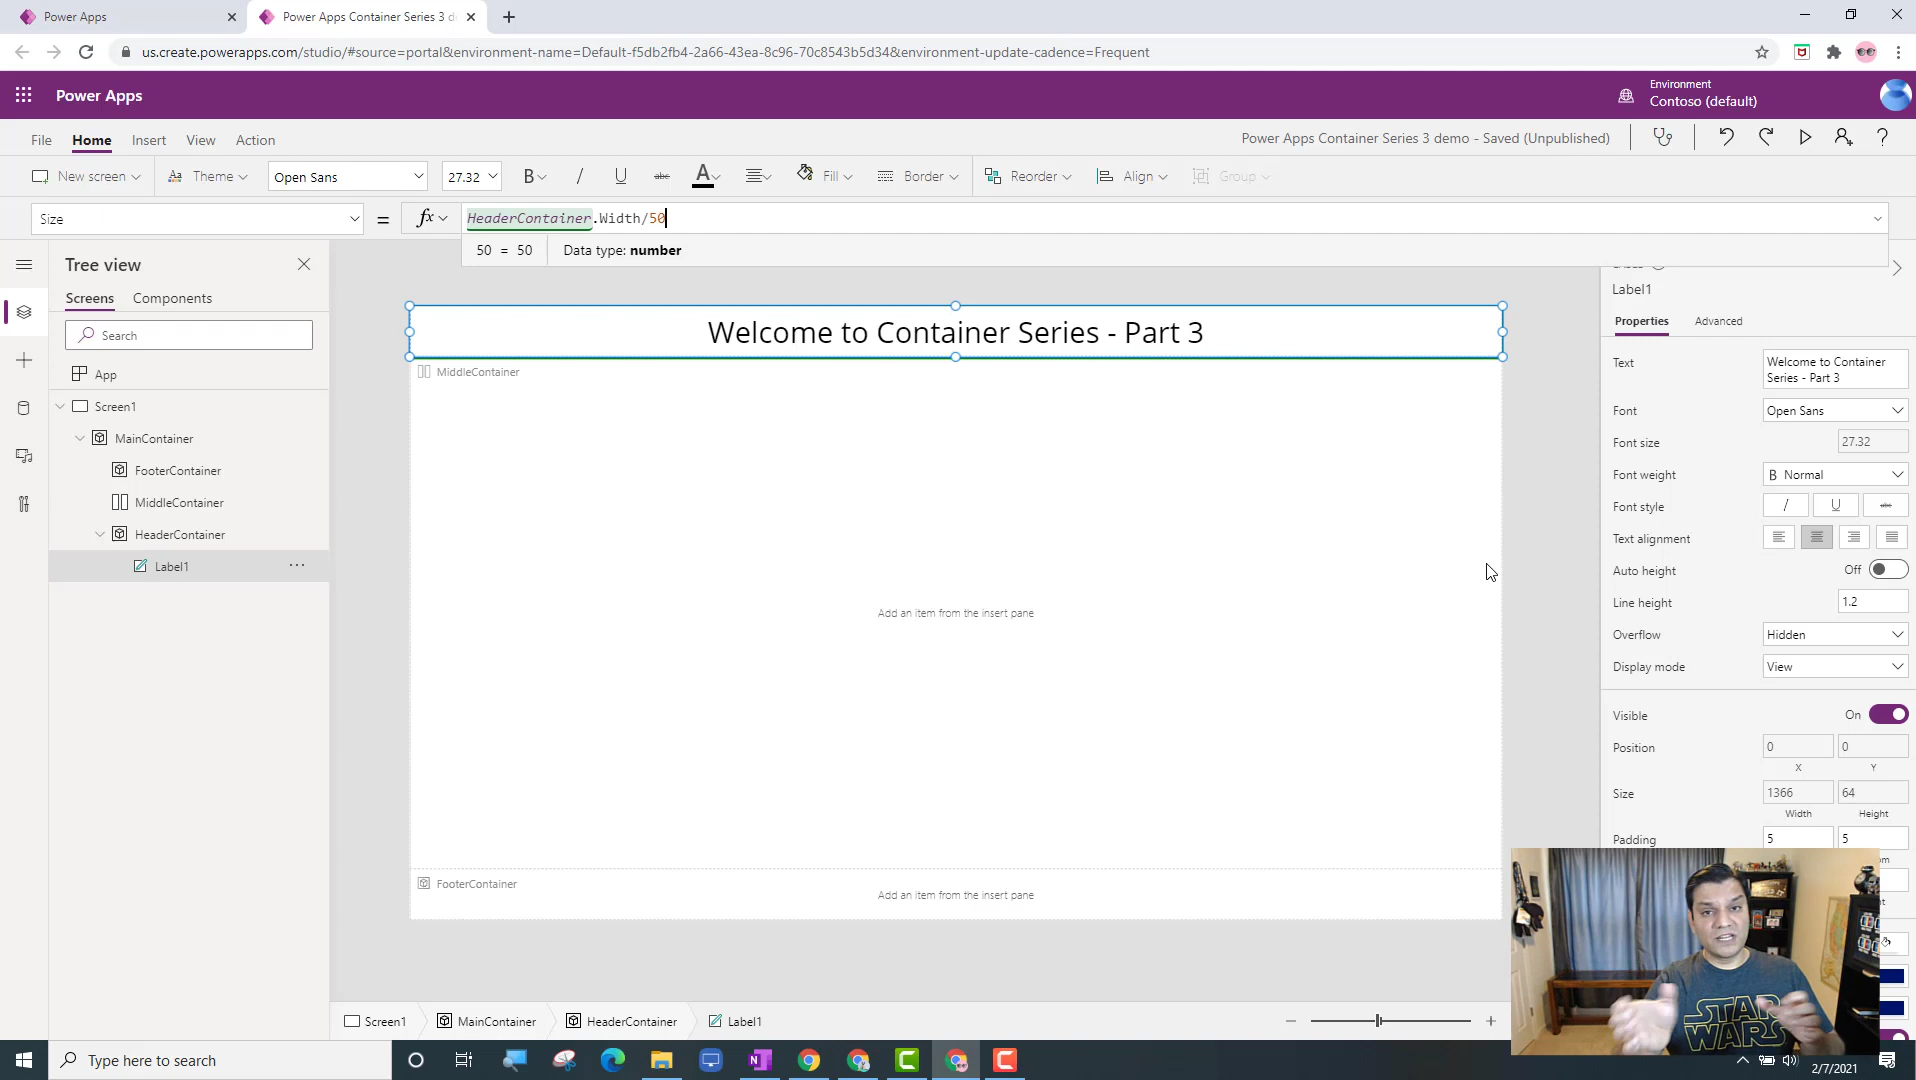 Power Apps
Power Apps Container Series 3 d
us.create.powerapps.com/studio/#source=portal&environment-name=Default-f5db2fb4-2a66-43ea-8c96-70c8543b5d34&environment-update-cadence=Frequent
Power Apps
Environment
Contoso (default)
File Home Insert View Action
Power Apps Container Series 3 demo - Saved (Unpublished)
New screen Theme Open Sans 27.32 B / U abc A Fill Border Reorder Align Group
Size = fx HeaderContainer.Width/50
50 = 50 Data type: number
Tree view
Screens Components
Search
App
Screen1
MainContainer
FooterContainer
MiddleContainer
HeaderContainer
Label1
Welcome to Container Series - Part 3
MiddleContainer
Add an item from the insert pane
FooterContainer
Add an item from the insert pane
Label1
Properties Advanced
Text Welcome to Container
Series - Part 3
Font Open Sans
Font size 27.32
Font weight B Normal
Font style / U abc
Text alignment
Auto height Off
Line height 1.2
Overflow Hidden
Display mode View
Visible On
Position 0 0
X Y
Size 1366 64
Width Height
Padding 5 5
STAR
WARS
Screen1 MainContainer HeaderContainer Label1
Type here to search
2/7/2021